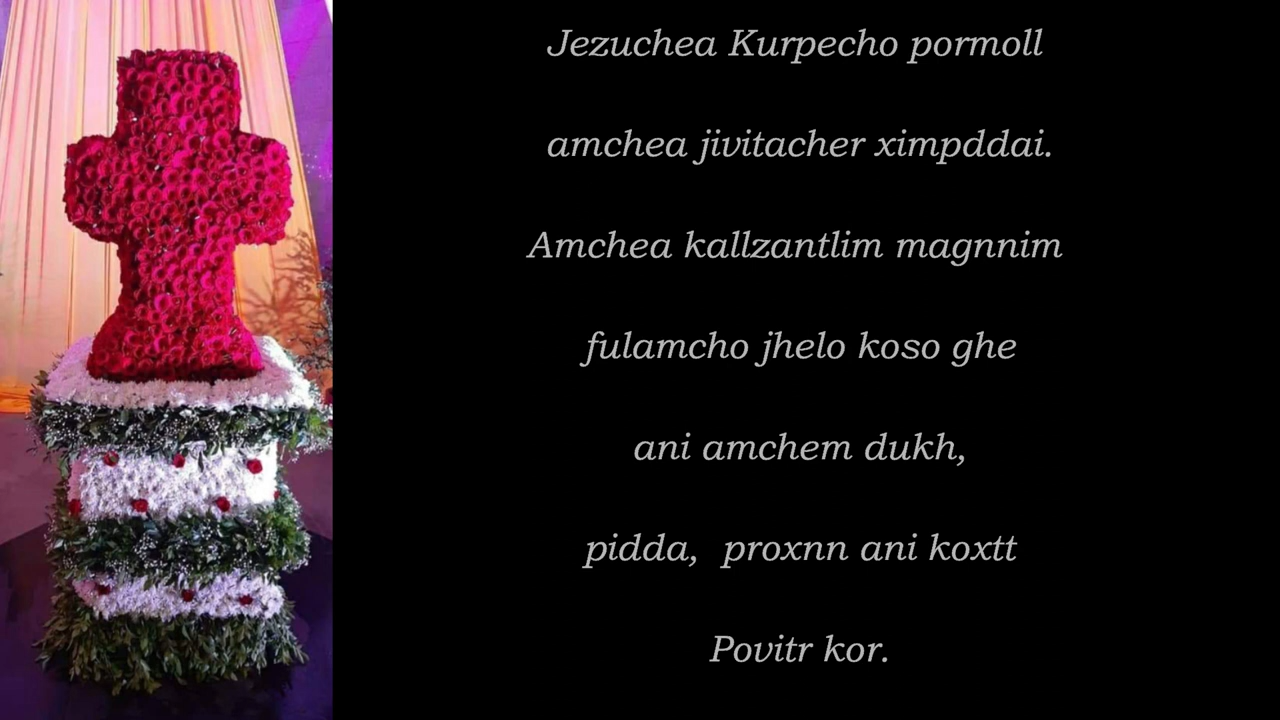 Jezuchea Kurpecho pormoll
amchea jivitacher ximpddai.
Amchea kallzantlim magnnim
fulamcho jhelo koso ghe
ani amchem dukh,
pidda, proxnn ani koxtt
Povitr kor.